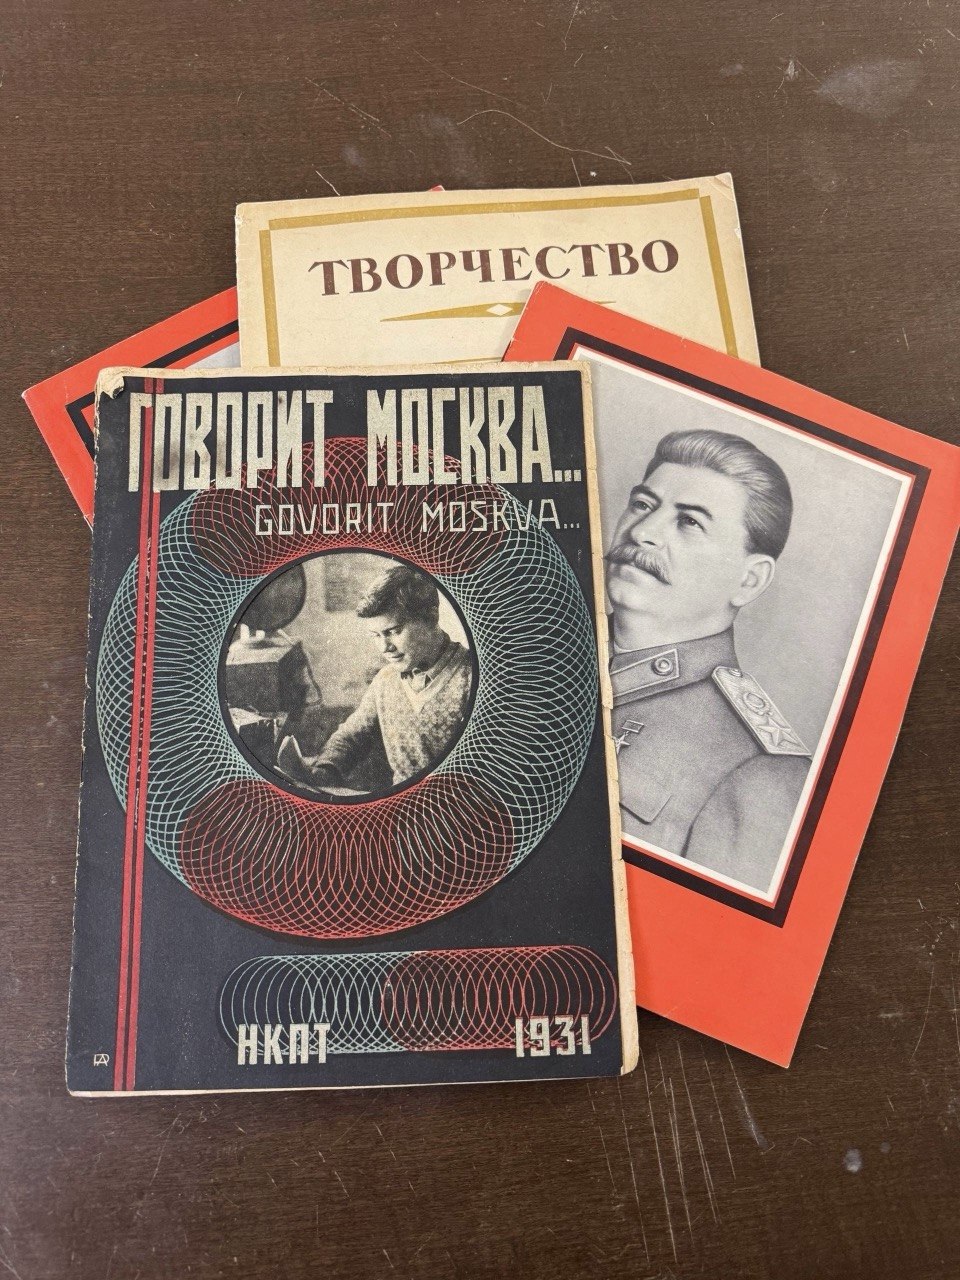 ТВОРЧЕСТВО
ГОВОРИТ МОСКВА...
GOVORIT MOSKVA...
НКПТ 1931